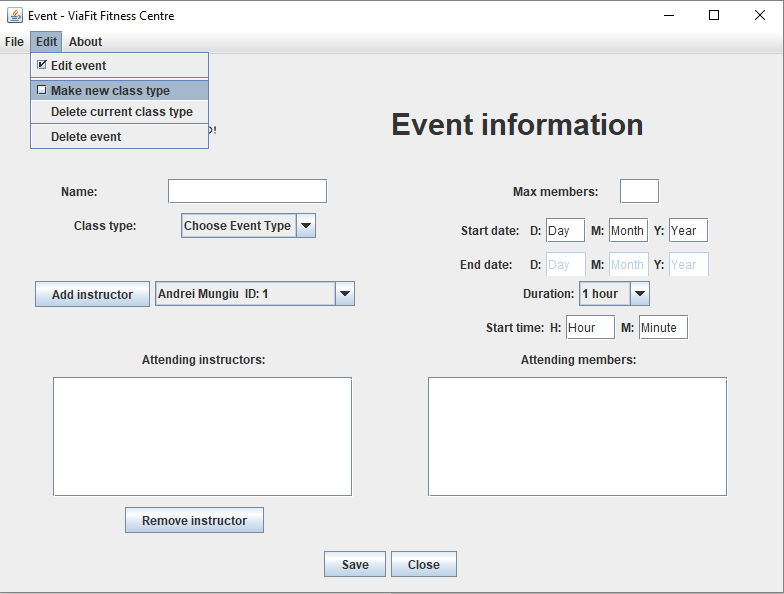 Event - ViaFit Fitness Centre
File Edit About
Edit event
Make new class type
Delete current class type
Delete event
Event information
Name:
Max members:
Class type: Choose Event Type
Start date: D: Day M: Month Y: Year
End date: D: Day M: Month Y: Year
Add instructor Andrei Mungiu ID: 1
Duration: 1 hour
Start time: H: Hour M: Minute
Attending instructors:
Attending members:
Remove instructor
Save Close